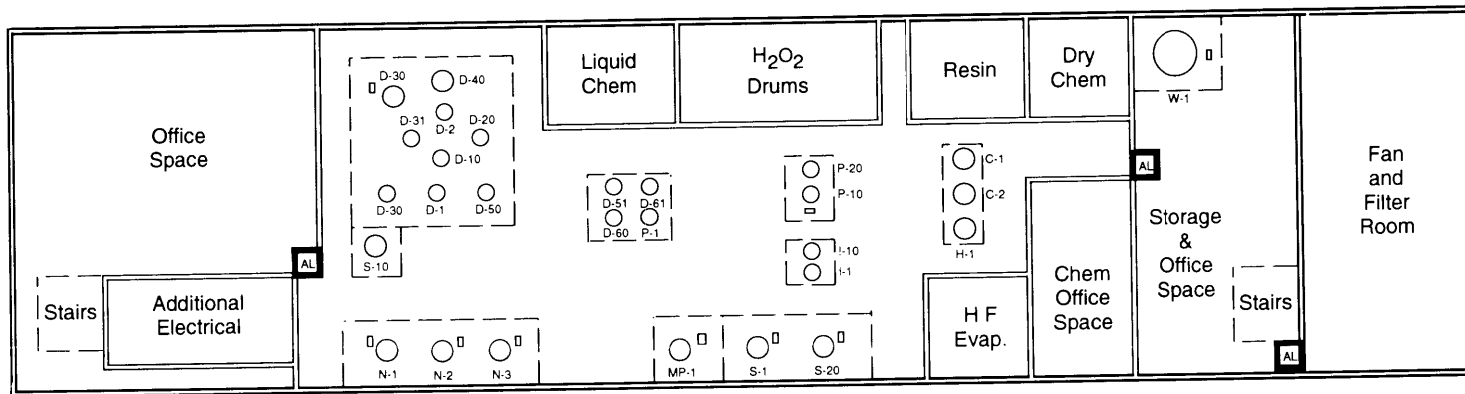 Office
Space
Stairs
Additional
Electrical
AL
D-30
D-40
D-31
D-2
D-20
D-10
D-30
D-1
D-50
S-10
N-1
N-2
N-3
Liquid
Chem
H2O2
Drums
D-51
D-61
D-60
P-1
P-20
P-10
I-10
I-1
MP-1
S-1
S-20
Resin
Dry
Chem
C-1
C-2
H-1
H F
Evap.
Chem
Office
Space
W-1
AL
Storage
&
Office
Space
Stairs
AL
Fan
and
Filter
Room